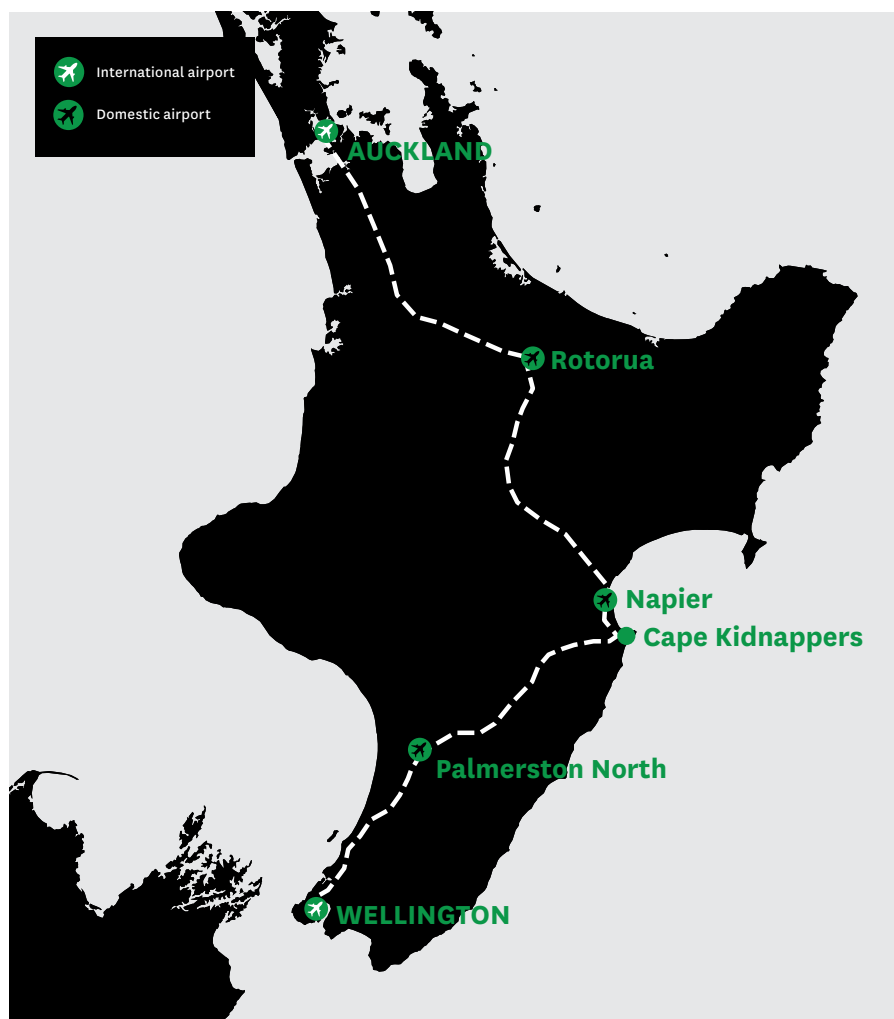 International airport
Domestic airport
AUCKLAND
Rotorua
Napier
Cape Kidnappers
Palmerston North
WELLINGTON